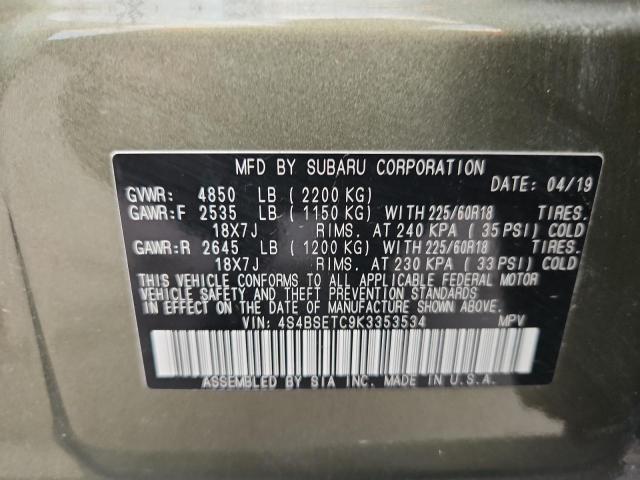 MFD BY SUBARU CORPORATION
DATE: 04/19
GVWR: 4850 LB ( 2200 KG)
GAWR:F 2535 LB ( 1150 KG) WITH 225/60R18 TIRES.
18X7J RIMS. AT 240 KPA ( 35 PSI) COLD
GAWR:R 2645 LB ( 1200 KG) WITH 225/60R18 TIRES.
18X7J RIMS. AT 230 KPA ( 33 PSI) COLD
THIS VEHICLE CONFORMS TO ALL APPLICABLE FEDERAL MOTOR
VEHICLE SAFETY AND THEFT PREVENTION STANDARDS
IN EFFECT ON THE DATE OF MANUFACTURE SHOWN ABOVE.
VIN: 4S4BSETC9K3353534 MPV
ASSEMBLED BY SIA INC. MADE IN U.S.A.